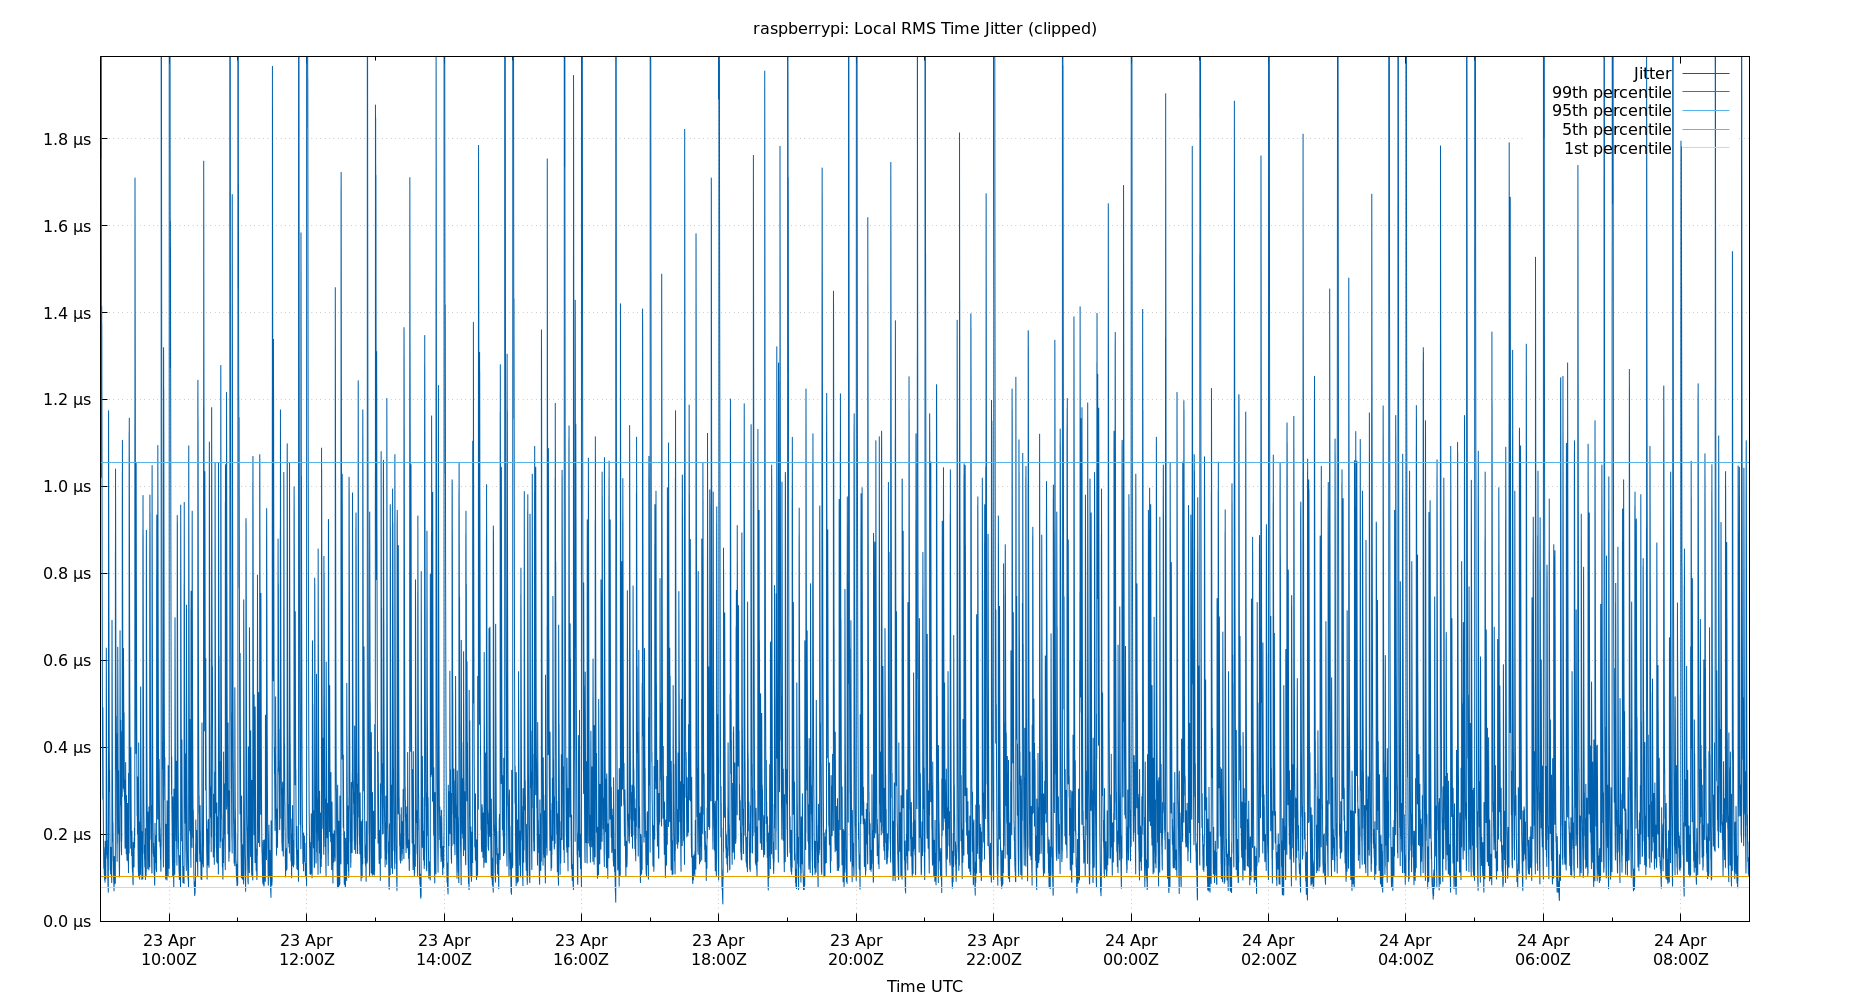 raspberrypi: Local RMS Time Jitter (clipped)
Jitter
99th percentile
95th percentile
5th percentile
1st percentile
1.8 µs
1.6 µs
1.4 µs
1.2 µs
1.0 µs
0.8 µs
0.6 µs
0.4 µs
0.2 µs
0.0 µs
23 Apr 23 Apr 23 Apr 23 Apr 23 Apr 23 Apr 23 Apr 24 Apr 24 Apr 24 Apr 24 Apr 24 Apr
10:00Z 12:00Z 14:00Z 16:00Z 18:00Z 20:00Z 22:00Z 00:00Z 02:00Z 04:00Z 06:00Z 08:00Z
Time UTC